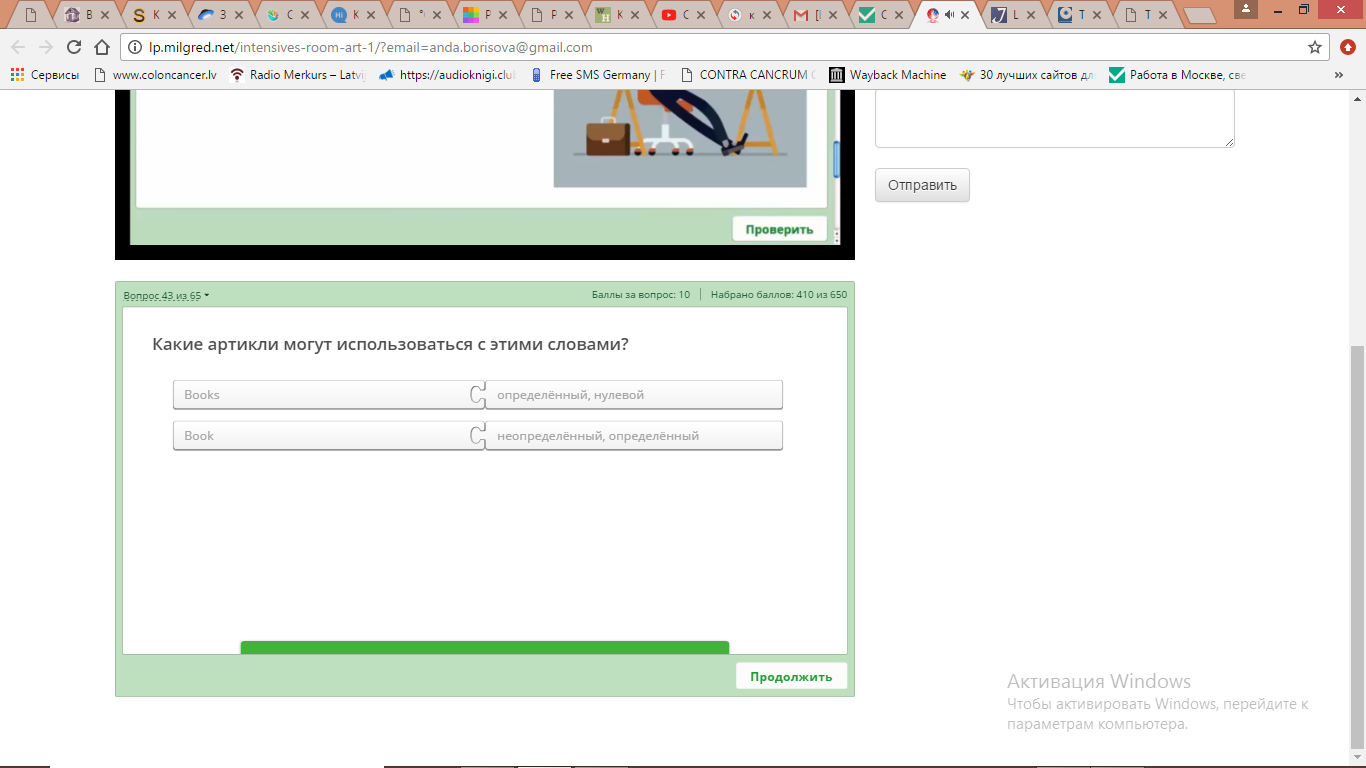 B
S K
З
C
Hi K
"
P
P
W H K
C
к
M [
C
J L
T
T
lp.milgred.net/intensives-room-art-1/?email=anda.borisova@gmail.com
Сервисы www.coloncancer.lv Radio Merkurs – Latvij https://audioknigi.clu Free SMS Germany | F CONTRA CANCRUM C Wayback Machine 30 лучших сайтов дл Работа в Москве, све »
Отправить
Проверить
Вопрос 43 из 65 Баллы за вопрос: 10 | Набрано баллов: 410 из 650
Какие артикли могут использоваться с этими словами?
Books определённый, нулевой
Book неопределённый, определённый
Продолжить
Активация Windows
Чтобы активировать Windows, перейдите к
параметрам компьютера.